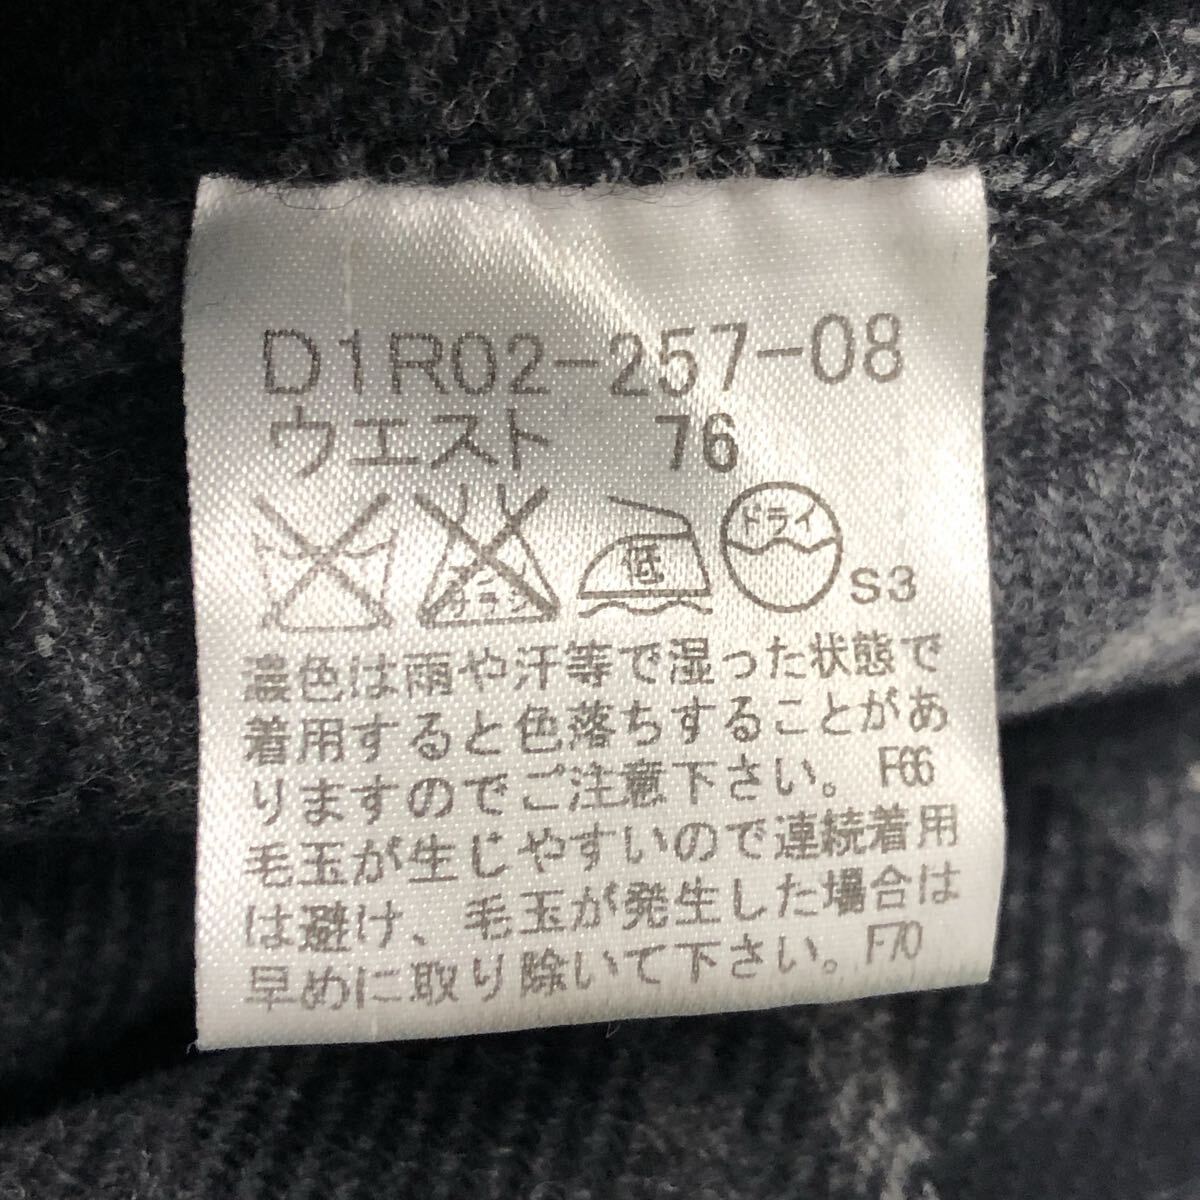 D1R02-257-08
ウエスト 76
エンソ
低
ドライ
S3
濃色は雨や汗等で湿った状態で
着用すると色落ちすることがあ
りますのでご注意下さい。F66
毛玉が生じやすいので連続着用
は避け、毛玉が発生した場合は
早めに取り除いて下さい。F70